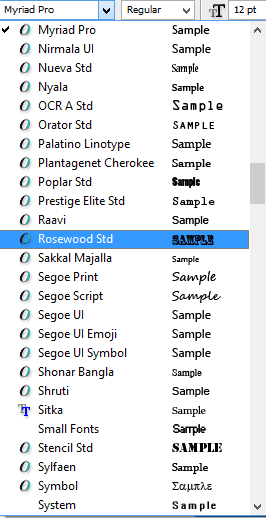 Myriad Pro Regular 12 pt
Myriad Pro Sample
Nirmala UI Sample
Nueva Std Sample
Nyala Sample
OCR A Std Sample
Orator Std SAMPLE
Palatino Linotype Sample
Plantagenet Cherokee Sample
Poplar Std Sample
Prestige Elite Std Sample
Raavi Sample
Rosewood Std SAMPLE
Sakkal Majalla Sample
Segoe Print Sample
Segoe Script Sample
Segoe UI Sample
Segoe UI Emoji Sample
Segoe UI Symbol Sample
Shonar Bangla Sample
Shruti Sample
Sitka Sample
Small Fonts Sample
Stencil Std SAMPLE
Sylfaen Sample
Symbol Σαμπλε
System Sample